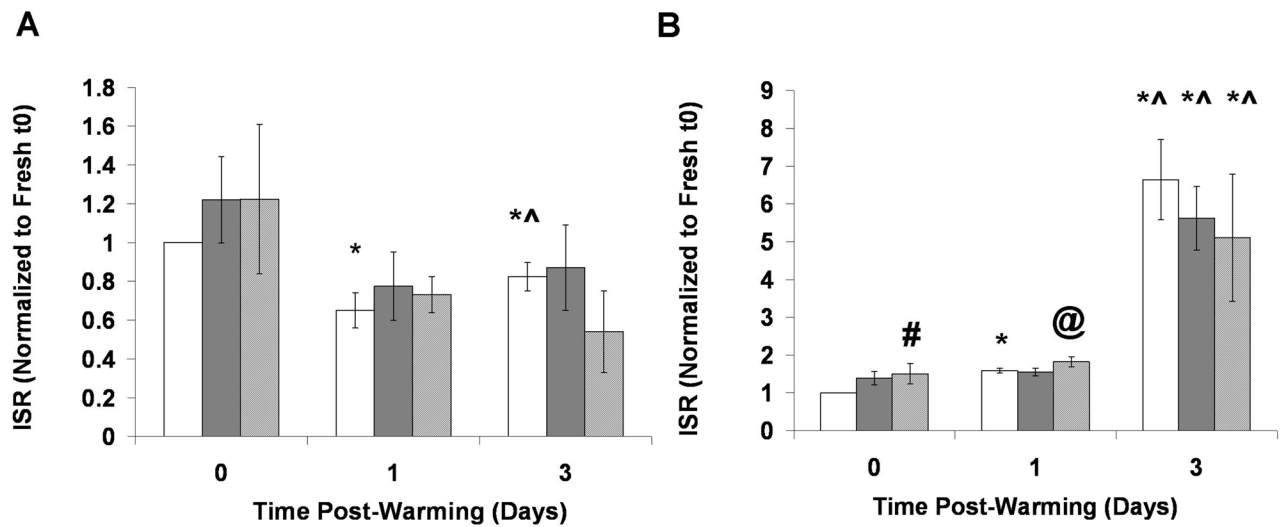 A
ISR (Normalized to Fresh t0)
1.8
1.6
1.4
1.2
1
0.8
0.6
0.4
0.2
0
*
*^
0 1 3
Time Post-Warming (Days)
B
ISR (Normalized to Fresh t0)
9
8
7
6
5
4
3
2
1
0
#
*
@
*^ *^ *^
0 1 3
Time Post-Warming (Days)